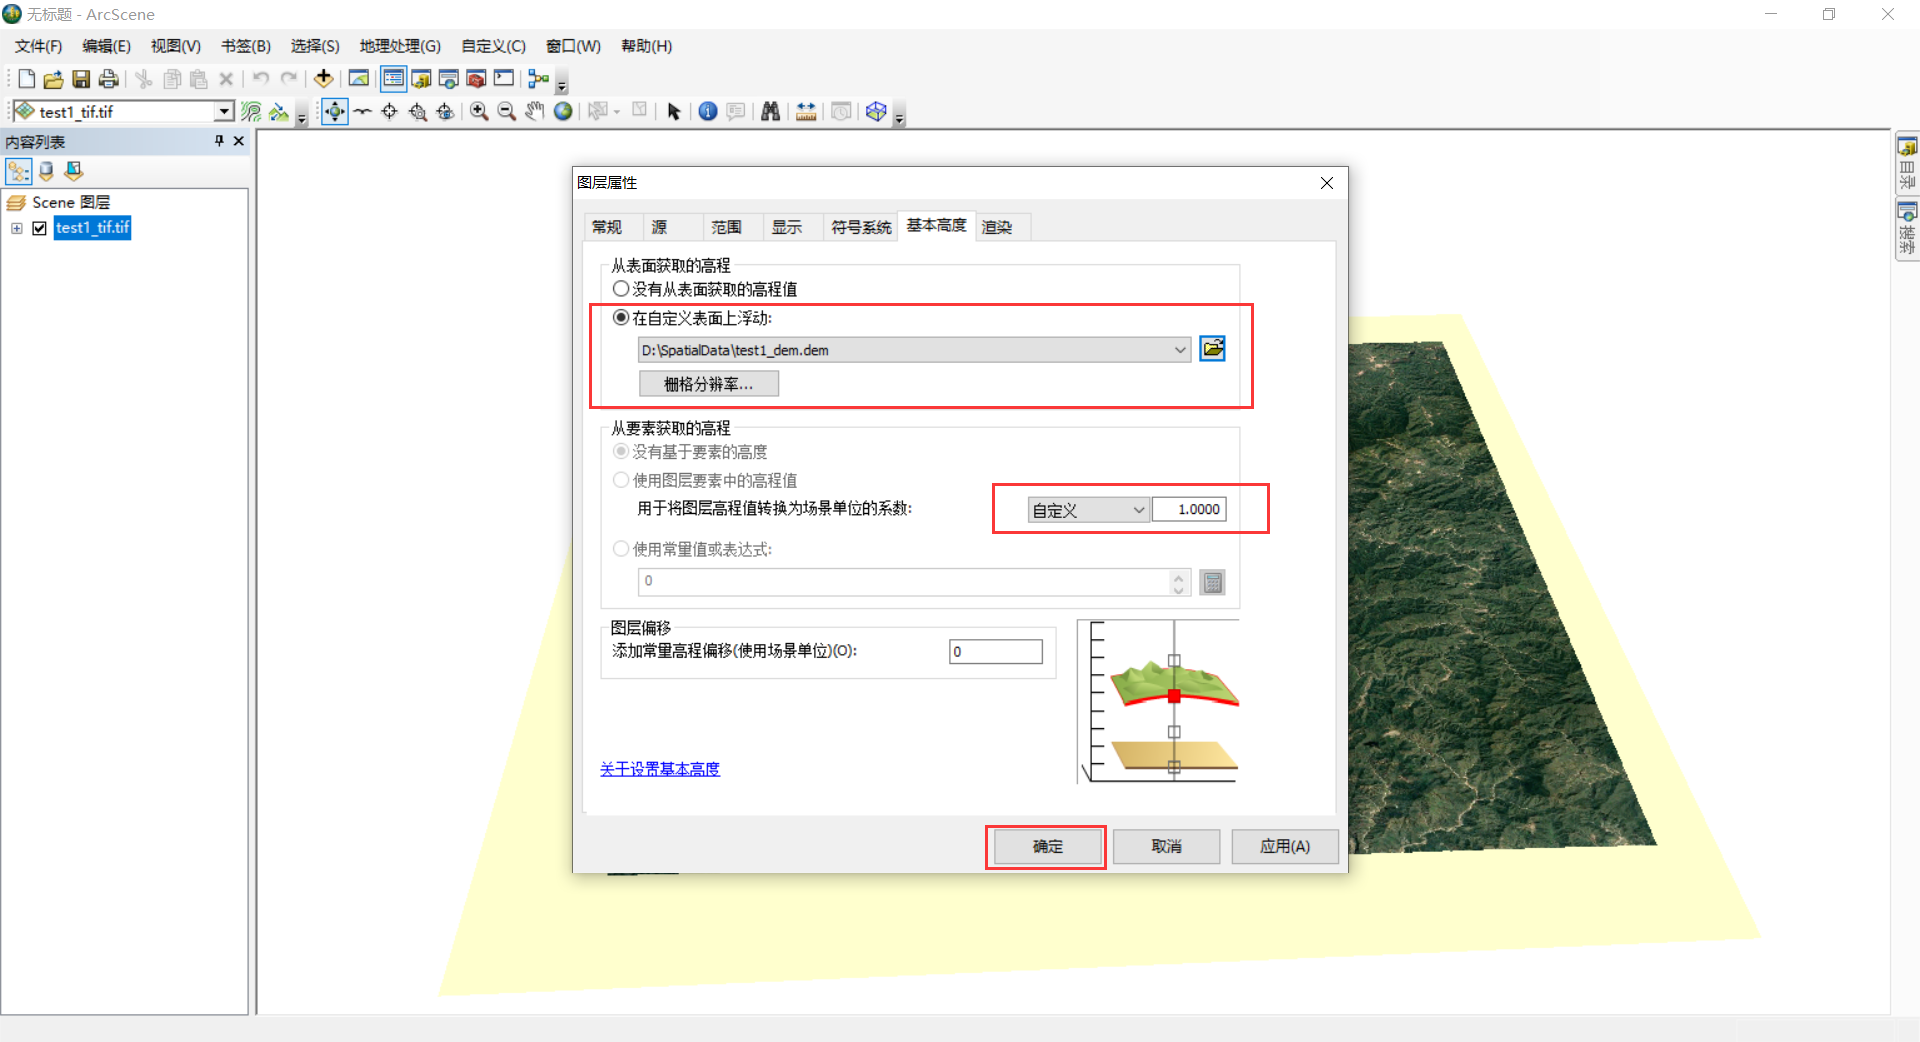 无标题 - ArcScene
文件(F) 编辑(E) 视图(V) 书签(B) 选择(S) 地理处理(G) 自定义(C) 窗口(W) 帮助(H)
test1_tif.tif
内容列表
Scene 图层
test1_tif.tif
图层属性
常规 源 范围 显示 符号系统 基本高度 渲染
从表面获取的高程
没有从表面获取的高程值
在自定义表面上浮动:
D:\SpatialData\test1_dem.dem
栅格分辨率...
从要素获取的高程
没有基于要素的高度
使用图层要素中的高程值
用于将图层高程值转换为场景单位的系数: 自定义 1.0000
使用常量值或表达式:
0
图层偏移
添加常量高程偏移(使用场景单位)(O): 0
关于设置基本高度
确定 取消 应用(A)
目录
搜索